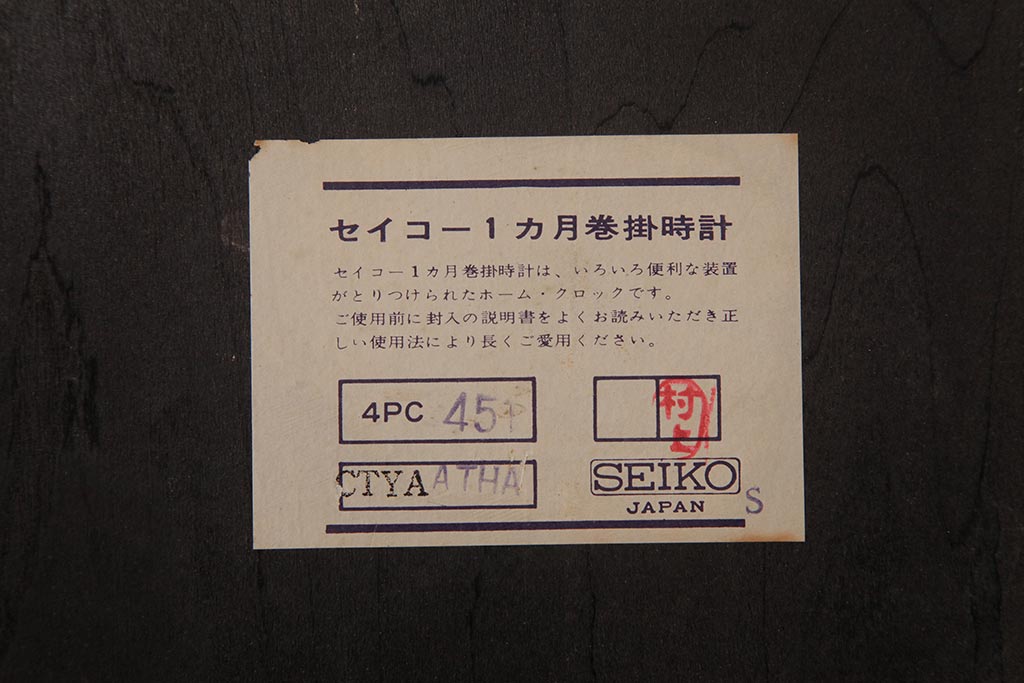 セイコー1カ月巻掛時計
セイコー1カ月巻掛時計は、いろいろ便利な装置
がとりつけられたホーム・クロックです。
ご使用前に封入の説明書をよくお読みいただき正
しい使用法により長くご愛用ください。
4PC 451
村上
CTYA ATHA
SEIKO
JAPAN
S